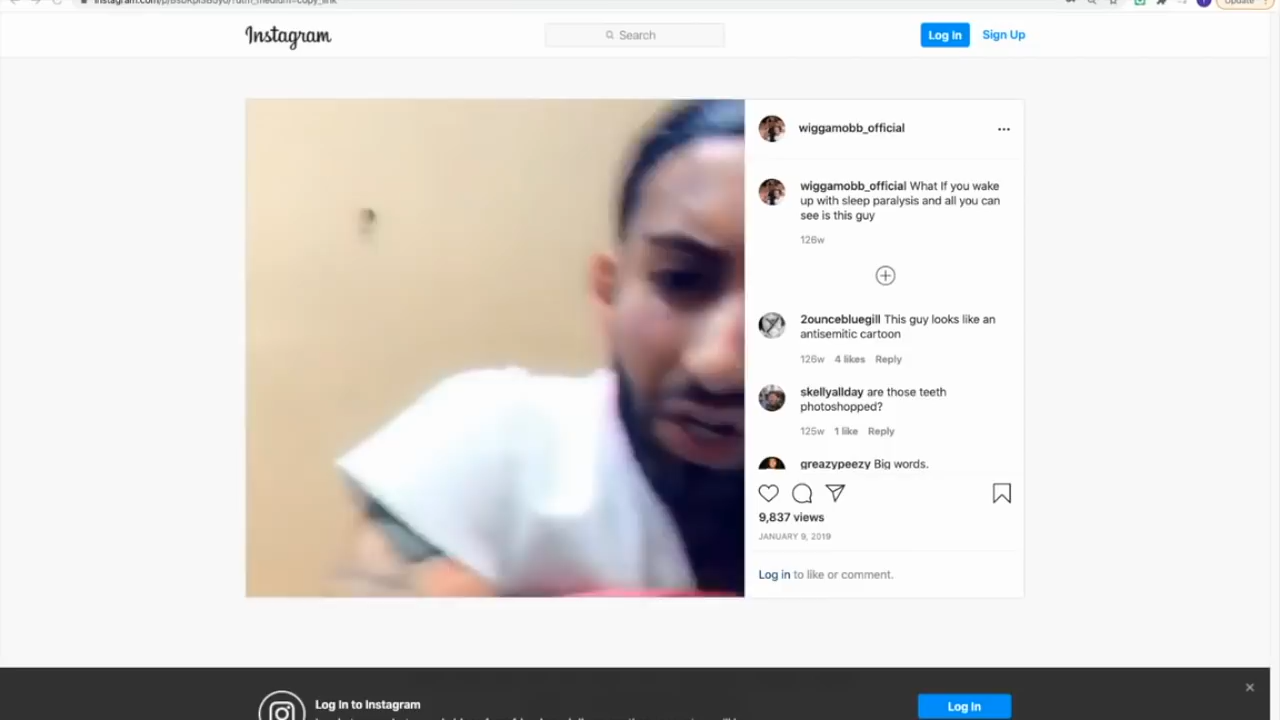 Update
Instagram
Search
Log In
Sign Up
wiggamobb_official
wiggamobb_official What If you wake
up with sleep paralysis and all you can
see is this guy
126w
2ouncebluegill This guy looks like an
antisemitic cartoon
126w 4 likes Reply
skellyallday are those teeth
photoshopped?
125w 1 like Reply
greazypeezy Big words.
9,837 views
JANUARY 9, 2019
Log in to like or comment.
Log In to Instagram
Log In